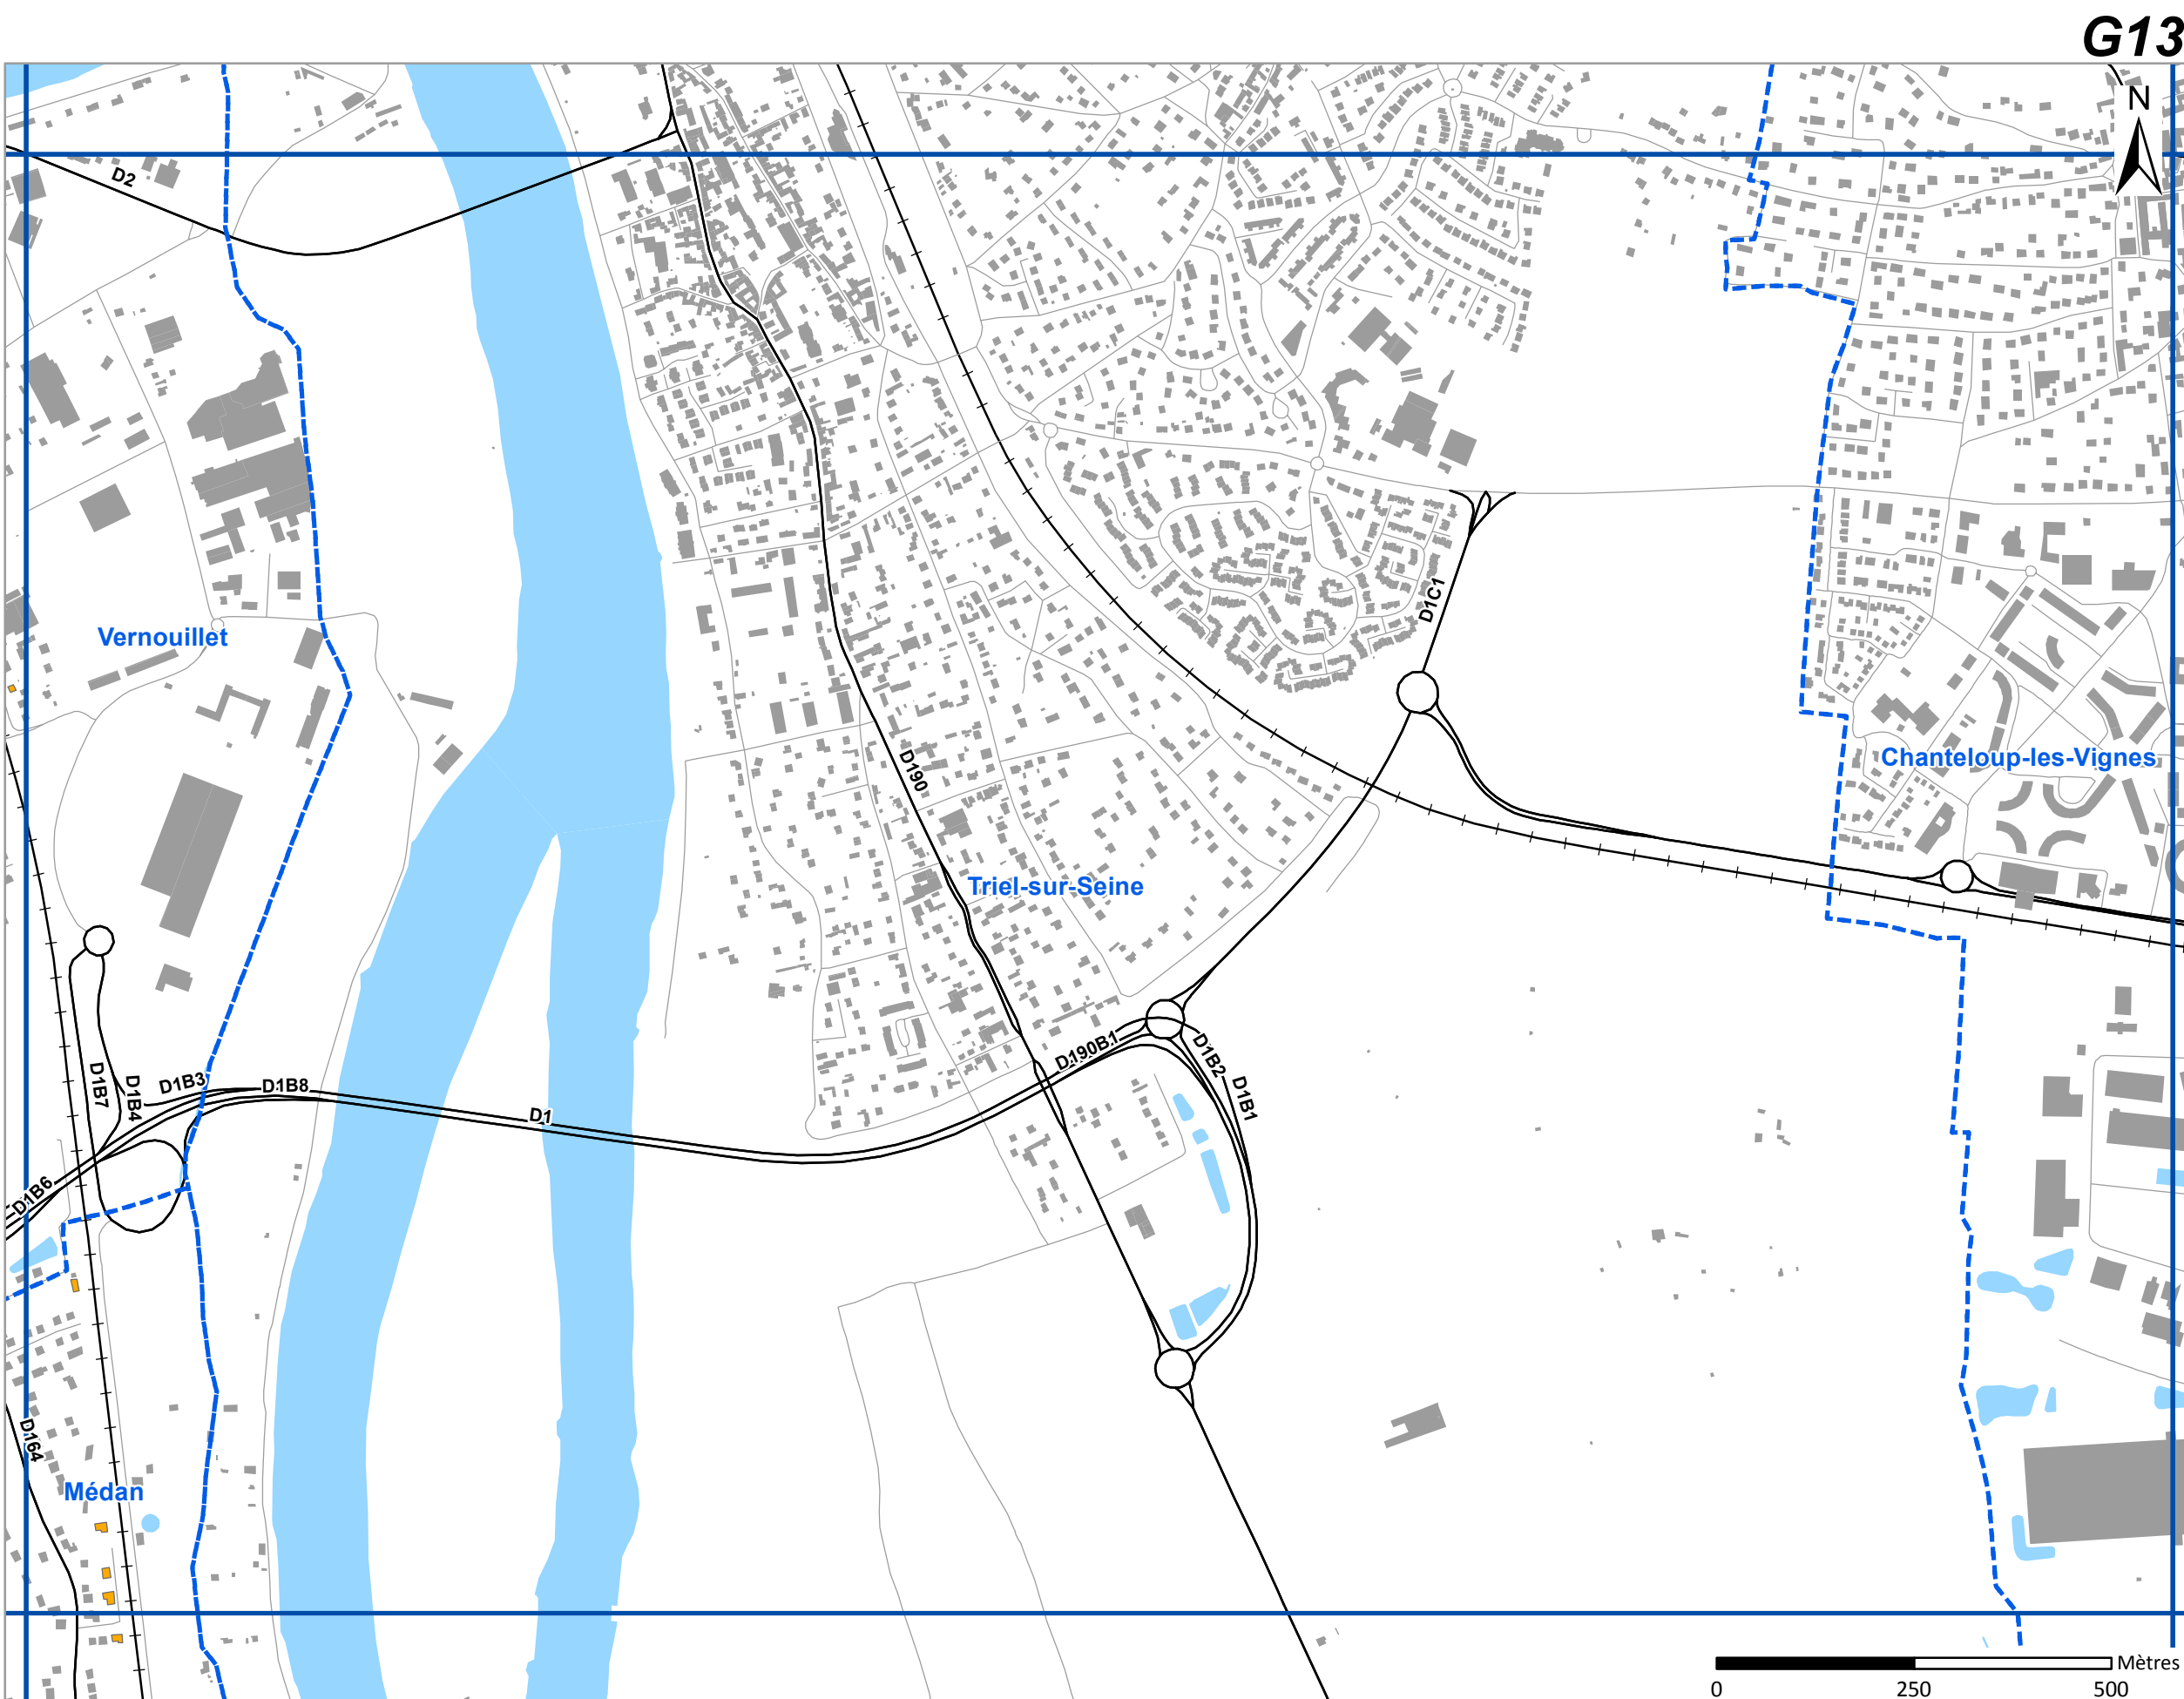 G13
N
D2
D1C1
Vernouillet
D190
Chanteloup-les-Vignes
Triel-sur-Seine
D190B1
D1B2
D1B1
D1B7
D1B4
D1B3
D1B8
D1
D1B6
D164
Médan
Mètres
0 250 500